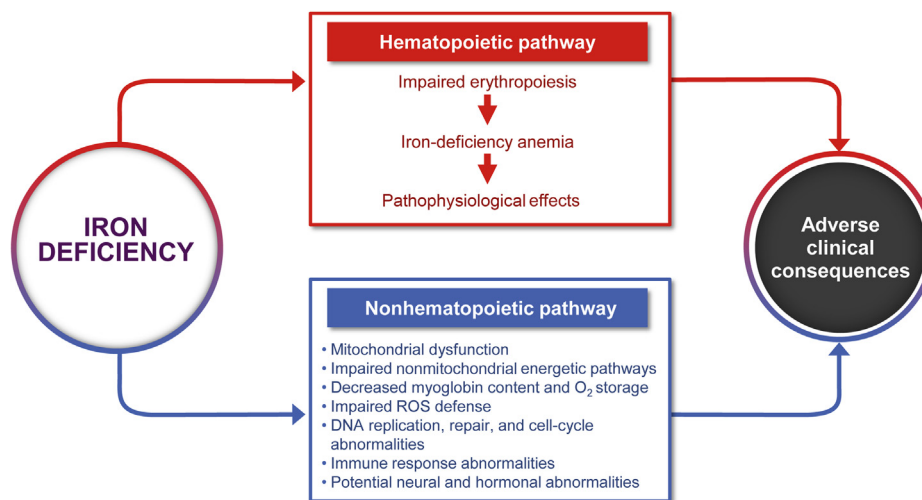 IRON
DEFICIENCY
Hematopoietic pathway
Impaired erythropoiesis
Iron-deficiency anemia
Pathophysiological effects
Nonhematopoietic pathway
• Mitochondrial dysfunction
• Impaired nonmitochondrial energetic pathways
• Decreased myoglobin content and O₂ storage
• Impaired ROS defense
• DNA replication, repair, and cell-cycle
abnormalities
• Immune response abnormalities
• Potential neural and hormonal abnormalities
Adverse
clinical
consequences